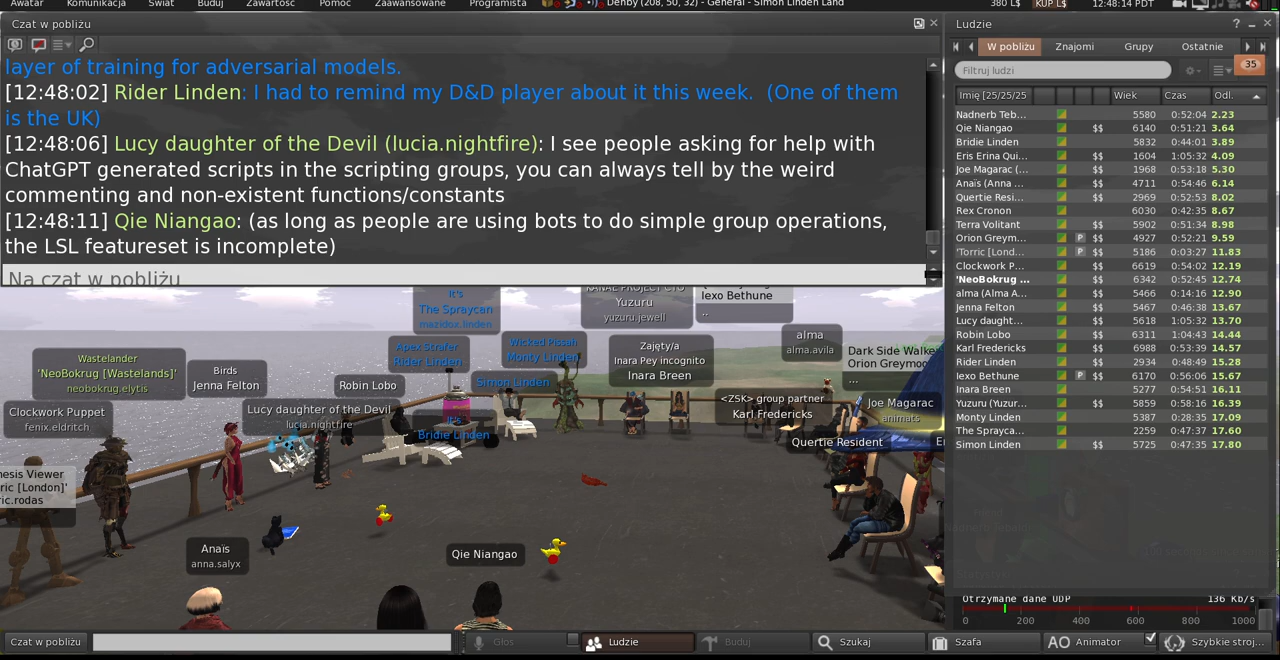 Awatar Komunikacja Świat Buduj Zawartość Pomoc Zaawansowane Programista Denby (208, 50, 32) - General - Simon Linden Land 380 L$ KUP L$ 12:48:14 PDT
Czat w pobliżu
layer of training for adversarial models.
[12:48:02] Rider Linden: I had to remind my D&D player about it this week. (One of them
is the UK)
[12:48:06] Lucy daughter of the Devil (lucia.nightfire): I see people asking for help with
ChatGPT generated scripts in the scripting groups, you can always tell by the weird
commenting and non-existent functions/constants
[12:48:11] Qie Niangao: (as long as people are using bots to do simple group operations,
the LSL featureset is incomplete)
Na czat w pobliżu
It's
The Spraycan
mazidox.linden
KANAE PROJECT CTO
Yuzuru
yuzuru.jewell
Iexo Bethune
..
Apex Strafer
Rider Linden
Wicked Pissah
Monty Linden
Zajęty/a
Inara Pey incognito
Inara Breen
alma
alma.avila
Dark Side Walke
Orion Greymo
...
Wastelander
'NeoBokrug [Wastelands]'
neobokrug.elytis
Birds
Jenna Felton
Robin Lobo
Simon Linden
<ZSK> group partner
Karl Fredericks
Joe Magarac
animats
Clockwork Puppet
fenix.eldritch
Lucy daughter of the Devil
lucia.nightfire
It's
Bridie Linden
Quertie Resident
E
nesis Viewer
ric [London]'
ric.rodas
Anaïs
anna.salyx
Qie Niangao
Ludzie
W pobliżu Znajomi Grupy Ostatnie
Filtruj ludzi
35
Imię [25/25/25 Wiek Czas Odl.
Nadnerb Teb... 5580 0:52:04 2.23
Qie Niangao $$ 6140 0:51:21 3.64
Bridie Linden 5832 0:44:01 3.89
Eris Erina Qui... $$ 1604 1:05:32 4.09
Joe Magarac (... $$ 1968 0:53:18 5.30
Anaïs (Anna ... $$ 4711 0:54:46 6.14
Quertie Resi... $$ 2969 0:52:53 8.02
Rex Cronon 6030 0:42:35 8.67
Terra Volitant $$ 5902 0:51:34 8.98
Orion Greym... P $$ 4927 0:52:21 9.59
'Torric [Lond... P $$ 5186 0:03:27 11.83
Clockwork P... $$ 6619 0:54:02 12.19
'NeoBokrug ... $$ 6342 0:52:45 12.74
alma (Alma A... $$ 5466 0:14:16 12.90
Jenna Felton $$ 5467 0:46:38 13.67
Lucy daught... $$ 5618 1:05:32 13.70
Robin Lobo $$ 6311 1:04:43 14.44
Karl Fredericks $$ 6988 0:53:39 14.57
Rider Linden $$ 2934 0:48:49 15.28
Iexo Bethune P $$ 6170 0:56:06 15.67
Inara Breen 5277 0:54:51 16.11
Yuzuru (Yuzur... $$ 5859 0:58:16 16.39
Monty Linden 5387 0:28:35 17.09
The Sprayca... 2259 0:47:37 17.60
Simon Linden $$ 5725 0:47:35 17.80
Otrzymane dane UDP 136 Kb/s
0 200 400 600 800 1000
Czat w pobliżu Głos Ludzie Buduj Szukaj Szafa AO Animator Szybkie stroj...